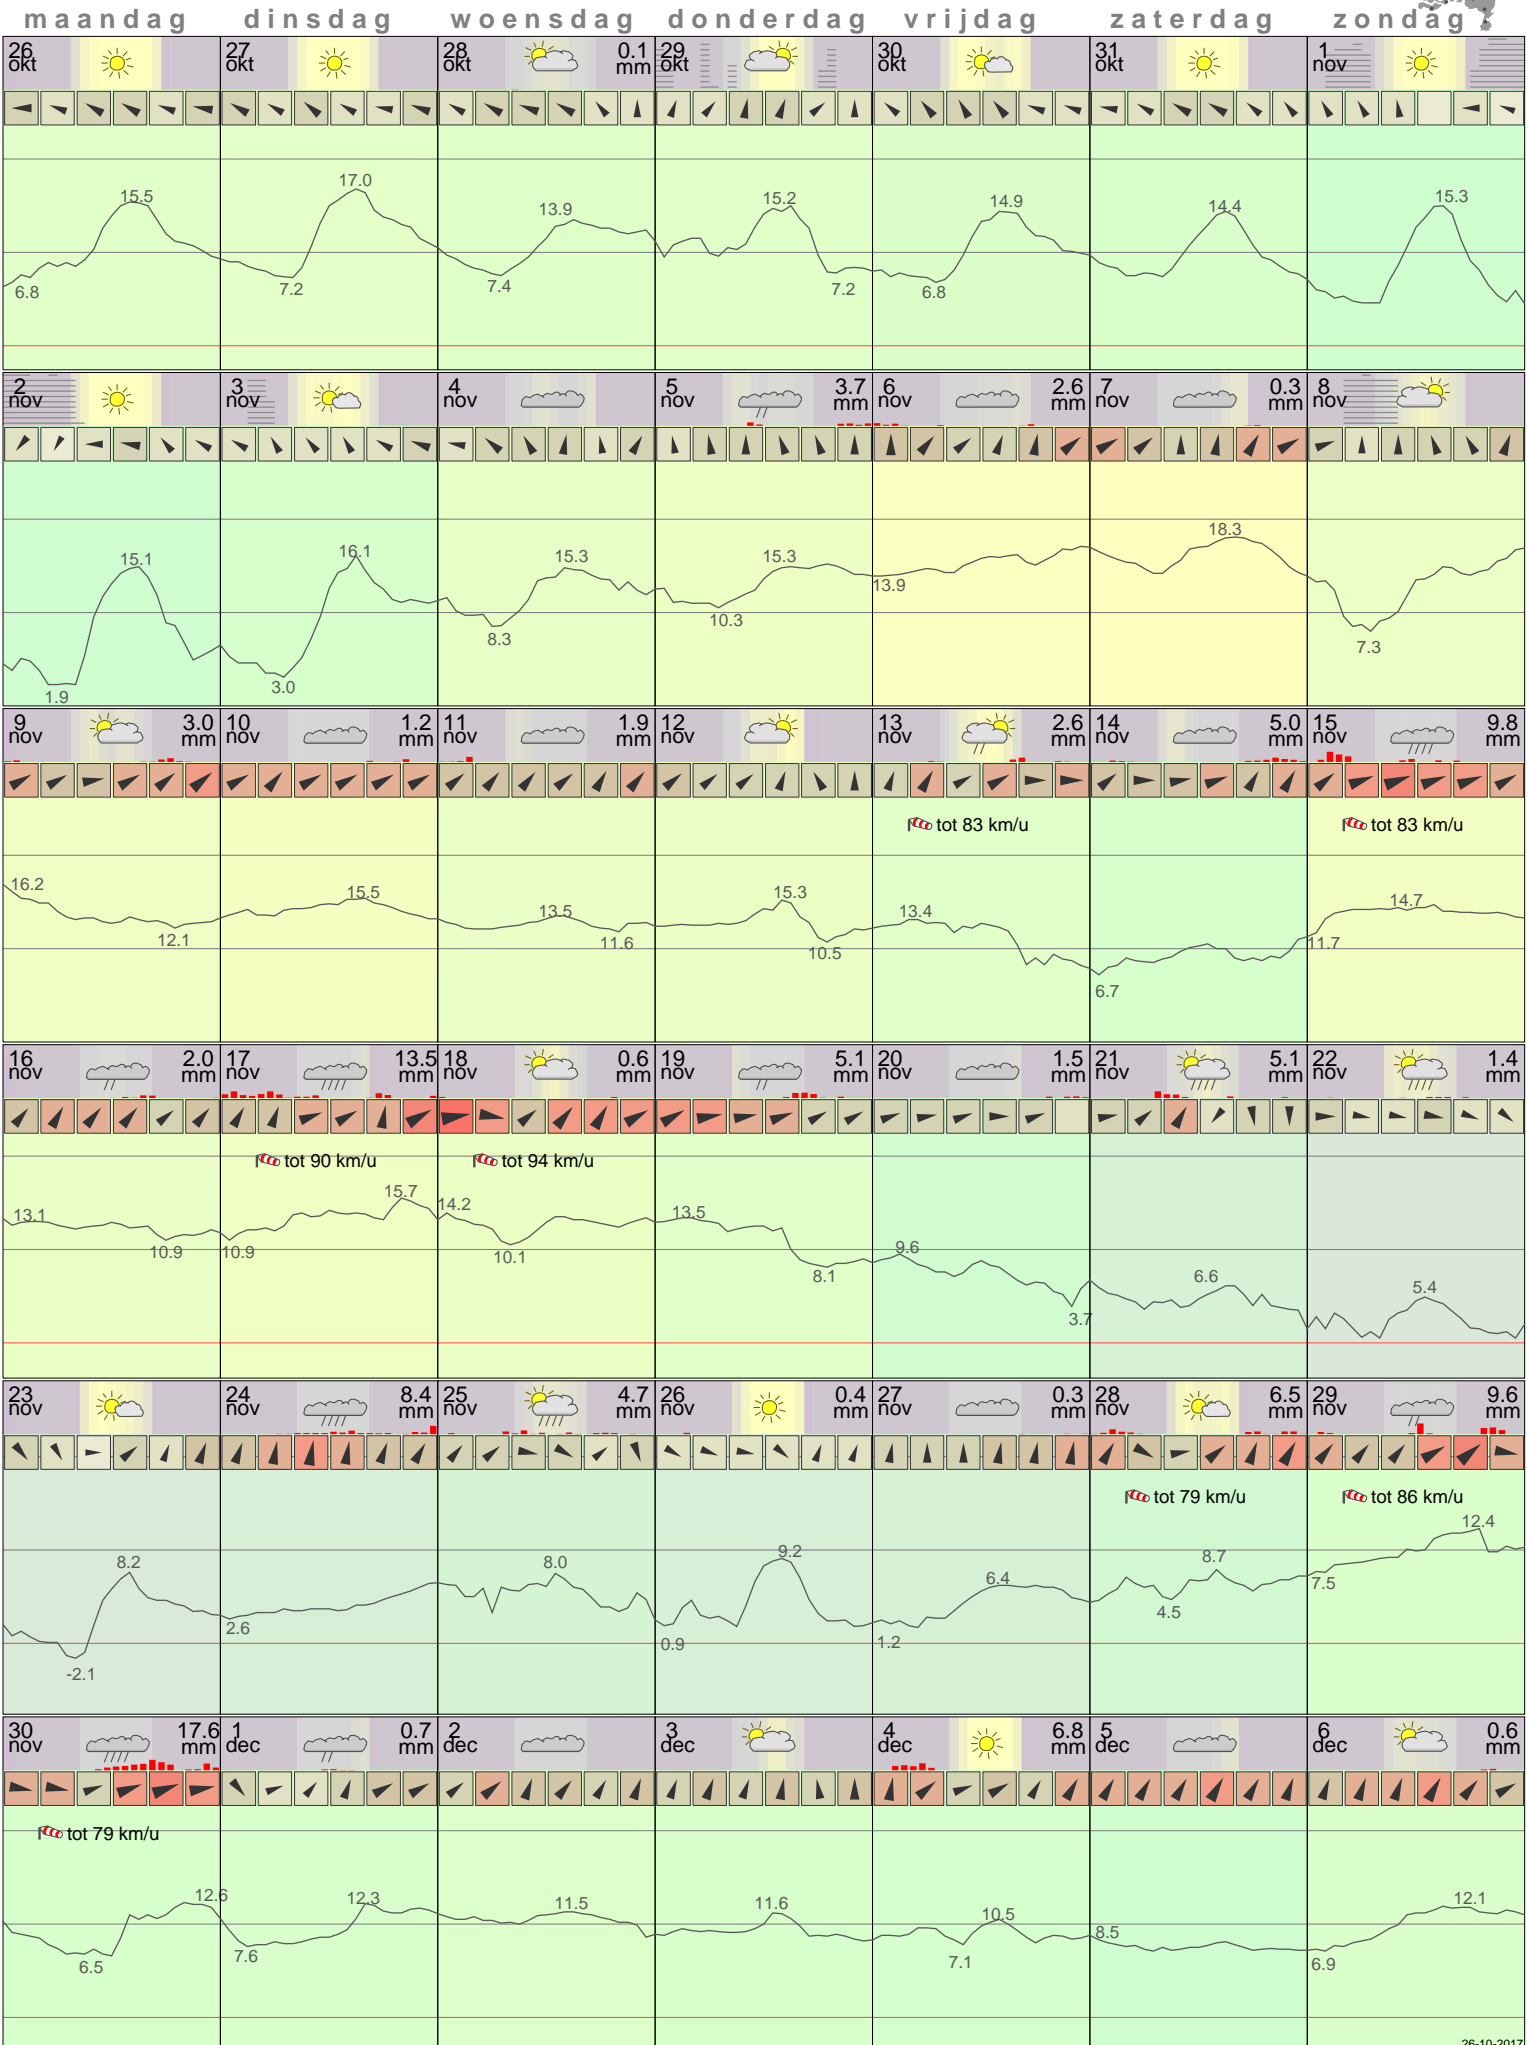 maandag dinsdag woensdag donderdag vrijdag zaterdag zondag
26 okt 27 okt 28 okt 0.1 mm 29 okt 30 okt 31 okt 1 nov
15.5 17.0 13.9 15.2 14.9 14.4 15.3
6.8 7.2 7.4 7.2 6.8
2 nov 3 nov 4 nov 5 nov 3.7 mm 6 nov 2.6 mm 7 nov 0.3 mm 8 nov
15.1 16.1 15.3 15.3 18.3
1.9 3.0 8.3 10.3 13.9 7.3
9 nov 3.0 mm 10 nov 1.2 mm 11 nov 1.9 mm 12 nov 13 nov 2.6 mm 14 nov 5.0 mm 15 nov 9.8 mm
tot 83 km/u tot 83 km/u
16.2 15.5 13.5 15.3 13.4 14.7
12.1 11.6 10.5 6.7 11.7
16 nov 2.0 mm 17 nov 13.5 mm 18 nov 0.6 mm 19 nov 5.1 mm 20 nov 1.5 mm 21 nov 5.1 mm 22 nov 1.4 mm
tot 90 km/u tot 94 km/u
13.1 15.7 14.2 13.5 9.6 6.6 5.4
10.9 10.9 10.1 8.1 3.7
23 nov 24 nov 8.4 mm 25 nov 4.7 mm 26 nov 0.4 mm 27 nov 0.3 mm 28 nov 6.5 mm 29 nov 9.6 mm
tot 79 km/u tot 86 km/u
8.2 8.0 9.2 6.4 8.7 12.4
-2.1 2.6 0.9 1.2 4.5 7.5
30 nov 17.6 mm 1 dec 0.7 mm 2 dec 3 dec 4 dec 6.8 mm 5 dec 6 dec 0.6 mm
tot 79 km/u
12.6 12.3 11.5 11.6 10.5 8.5 12.1
6.5 7.6 7.1 6.9
26-10-2017